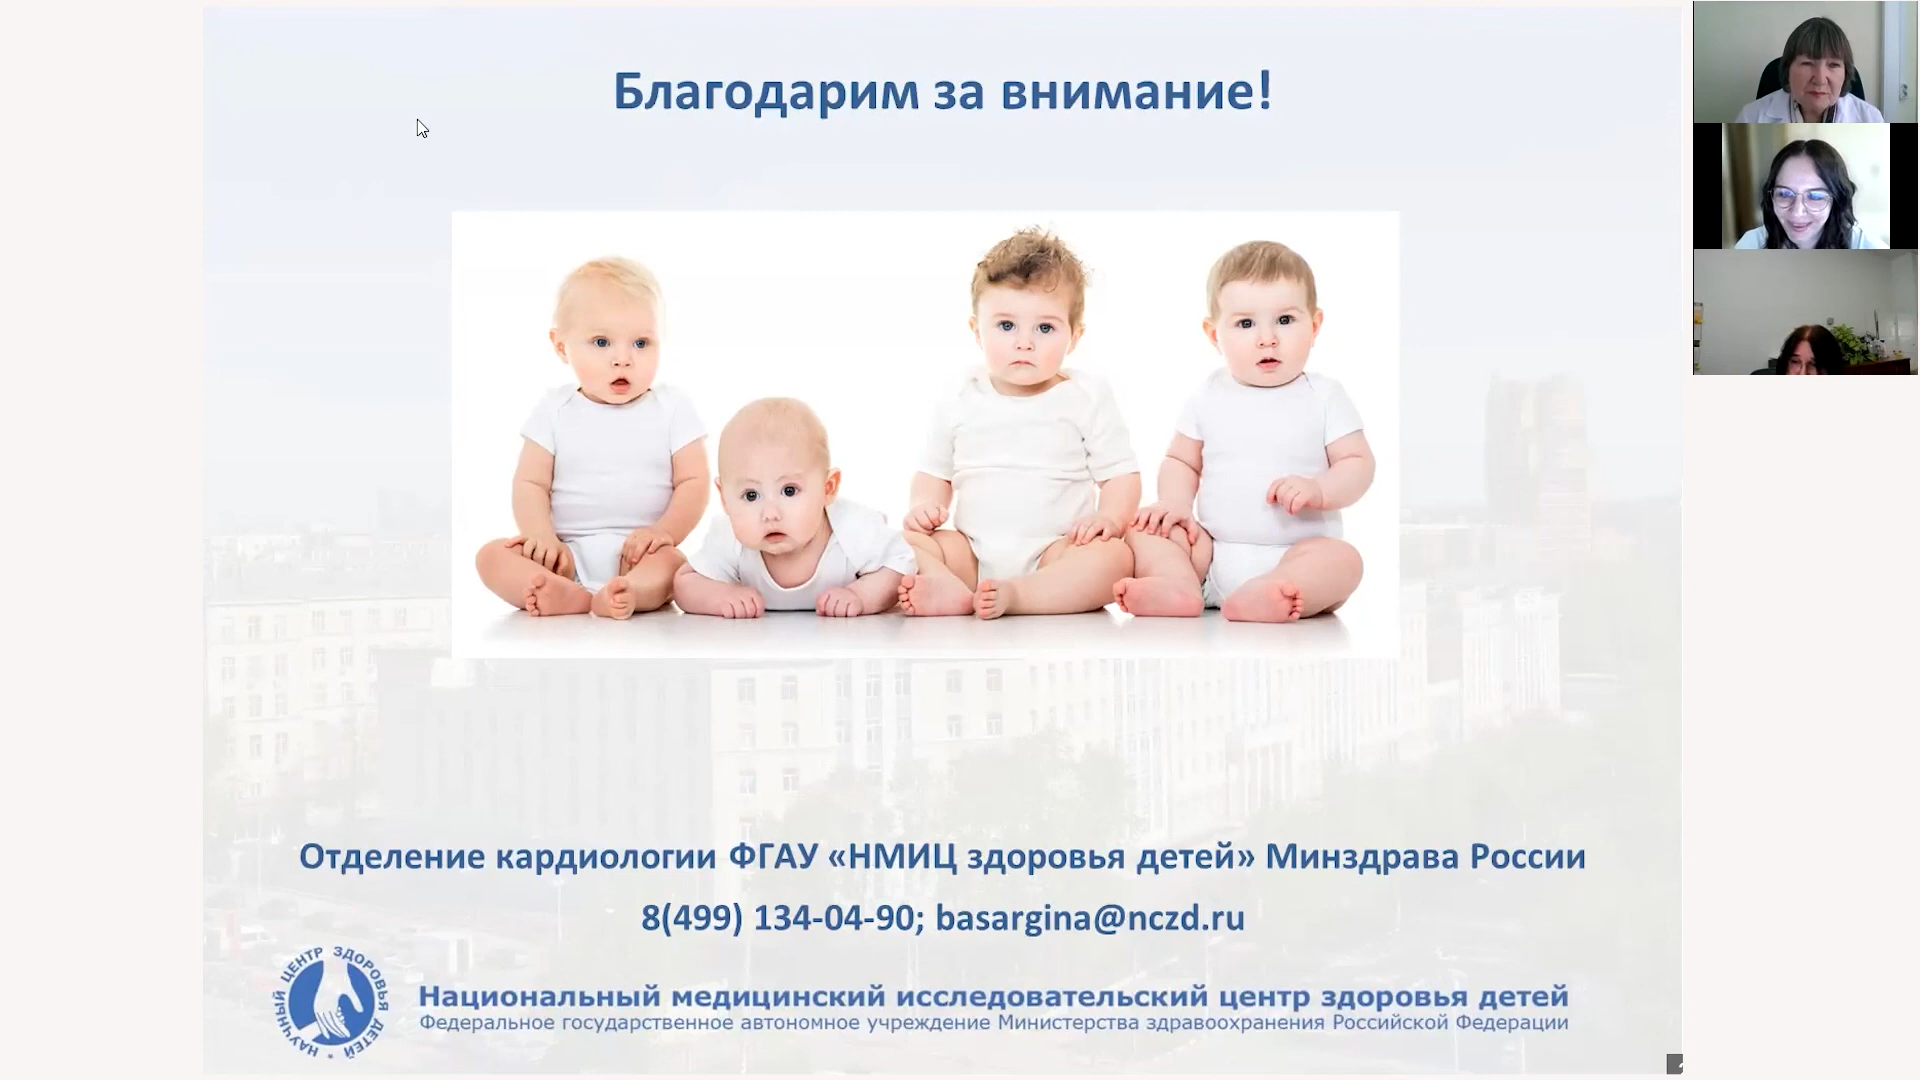 Благодарим за внимание!
Отделение кардиологии ФГАУ «НМИЦ здоровья детей» Минздрава России
8(499) 134-04-90; basargina@nczd.ru
НАУЧНЫЙ ЦЕНТР ЗДОРОВЬЯ ДЕТЕЙ
Национальный медицинский исследовательский центр здоровья детей
Федеральное государственное автономное учреждение Министерства здравоохранения Российской Федерации